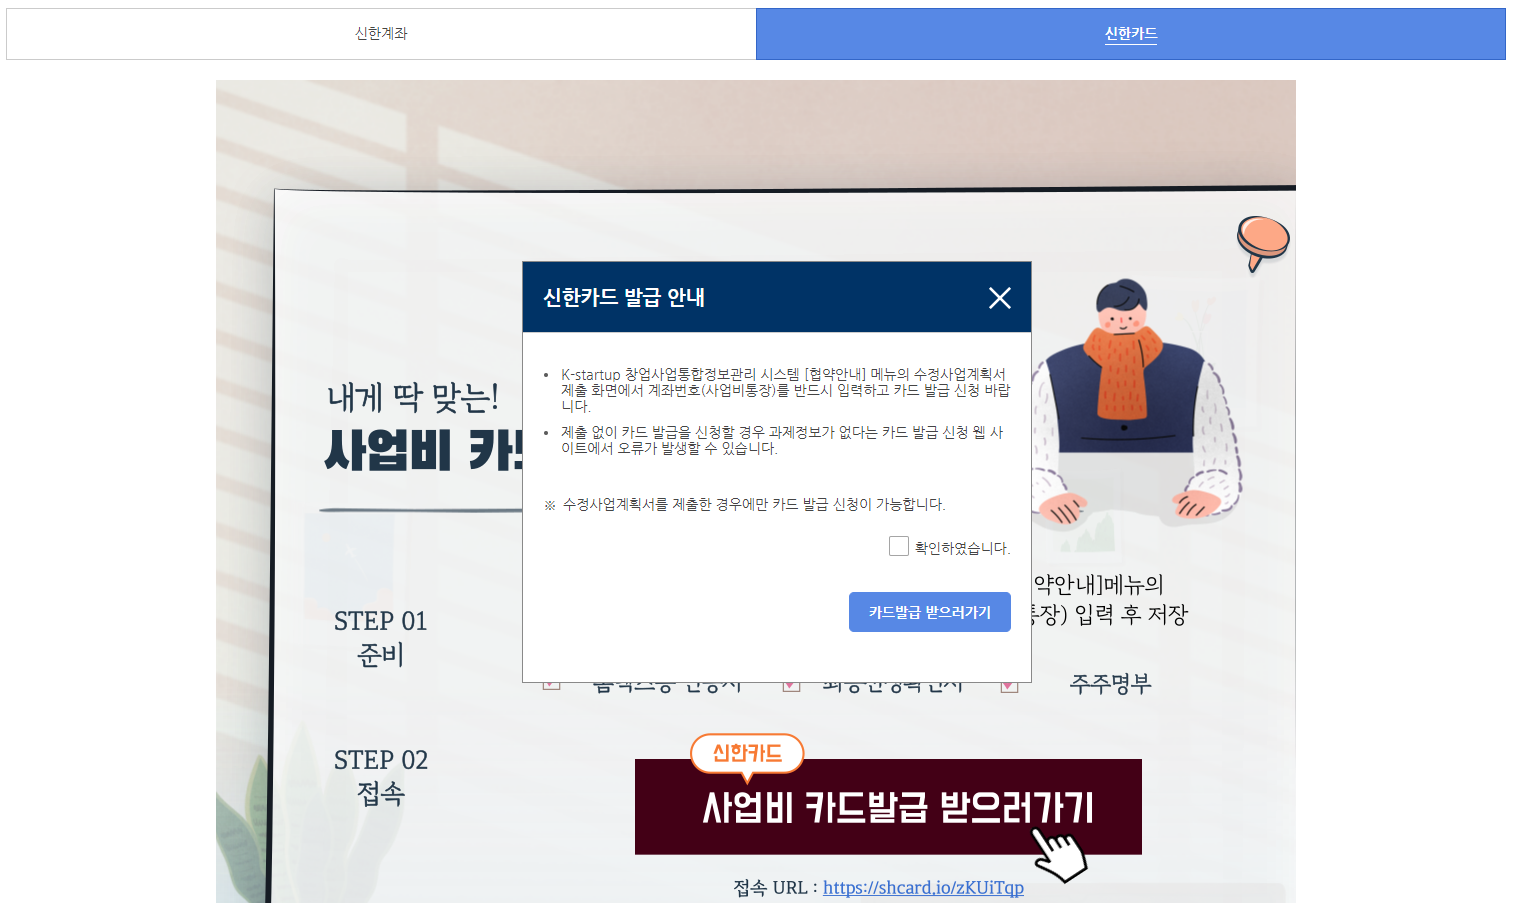 신한계좌
신한카드
신한카드 발급 안내
K-startup 창업사업통합정보관리 시스템 [협약안내] 메뉴의 수정사업계획서
제출 화면에서 계좌번호(사업비통장)를 반드시 입력하고 카드 발급 신청 바랍
니다.
제출 없이 카드 발급을 신청할 경우 과제정보가 없다는 카드 발급 신청 웹 사
이트에서 오류가 발생할 수 있습니다.
※ 수정사업계획서를 제출한 경우에만 카드 발급 신청이 가능합니다.
확인하였습니다.
카드발급 받으러가기
내게 딱 맞는!
사업비
STEP 01
준비
약안내]메뉴의
장) 입력 후 저장
주주명부
STEP 02
접속
신한카드
사업비 카드발급 받으러가기
접속 URL : https://shcard.io/zKUiTqp